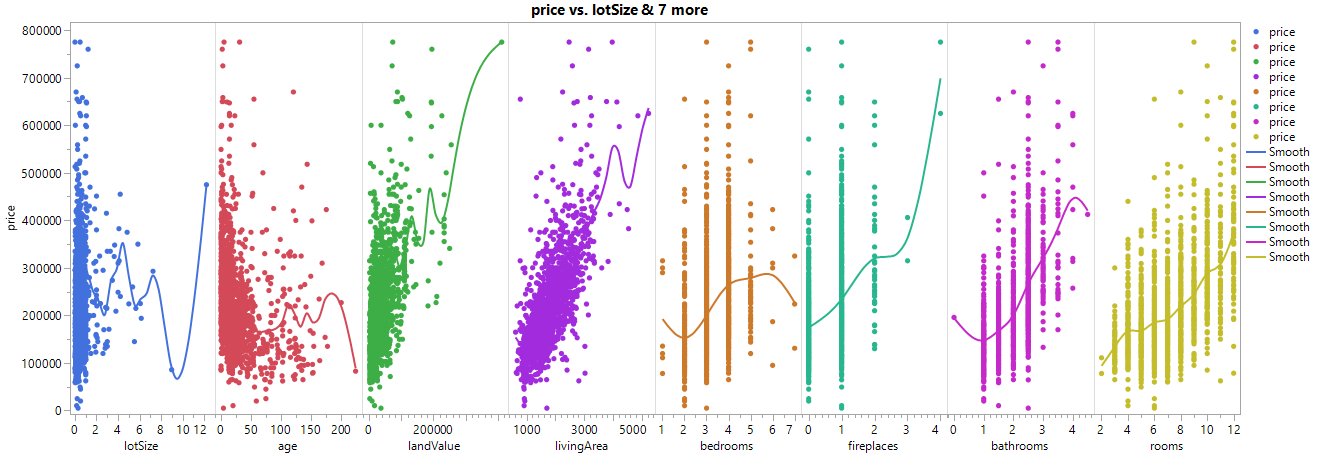 price vs. lotSize & 7 more
price
800000
700000
600000
500000
400000
300000
200000
100000
0
0 2 4 6 8 10 12
lotSize
0 50 100 150 200
age
0 200000
landValue
1000 3000 5000
livingArea
1 2 3 4 5 6 7
bedrooms
0 1 2 3 4
fireplaces
0 1 2 3 4
bathrooms
2 4 6 8 10 12
rooms
price
price
price
price
price
price
price
price
Smooth
Smooth
Smooth
Smooth
Smooth
Smooth
Smooth
Smooth